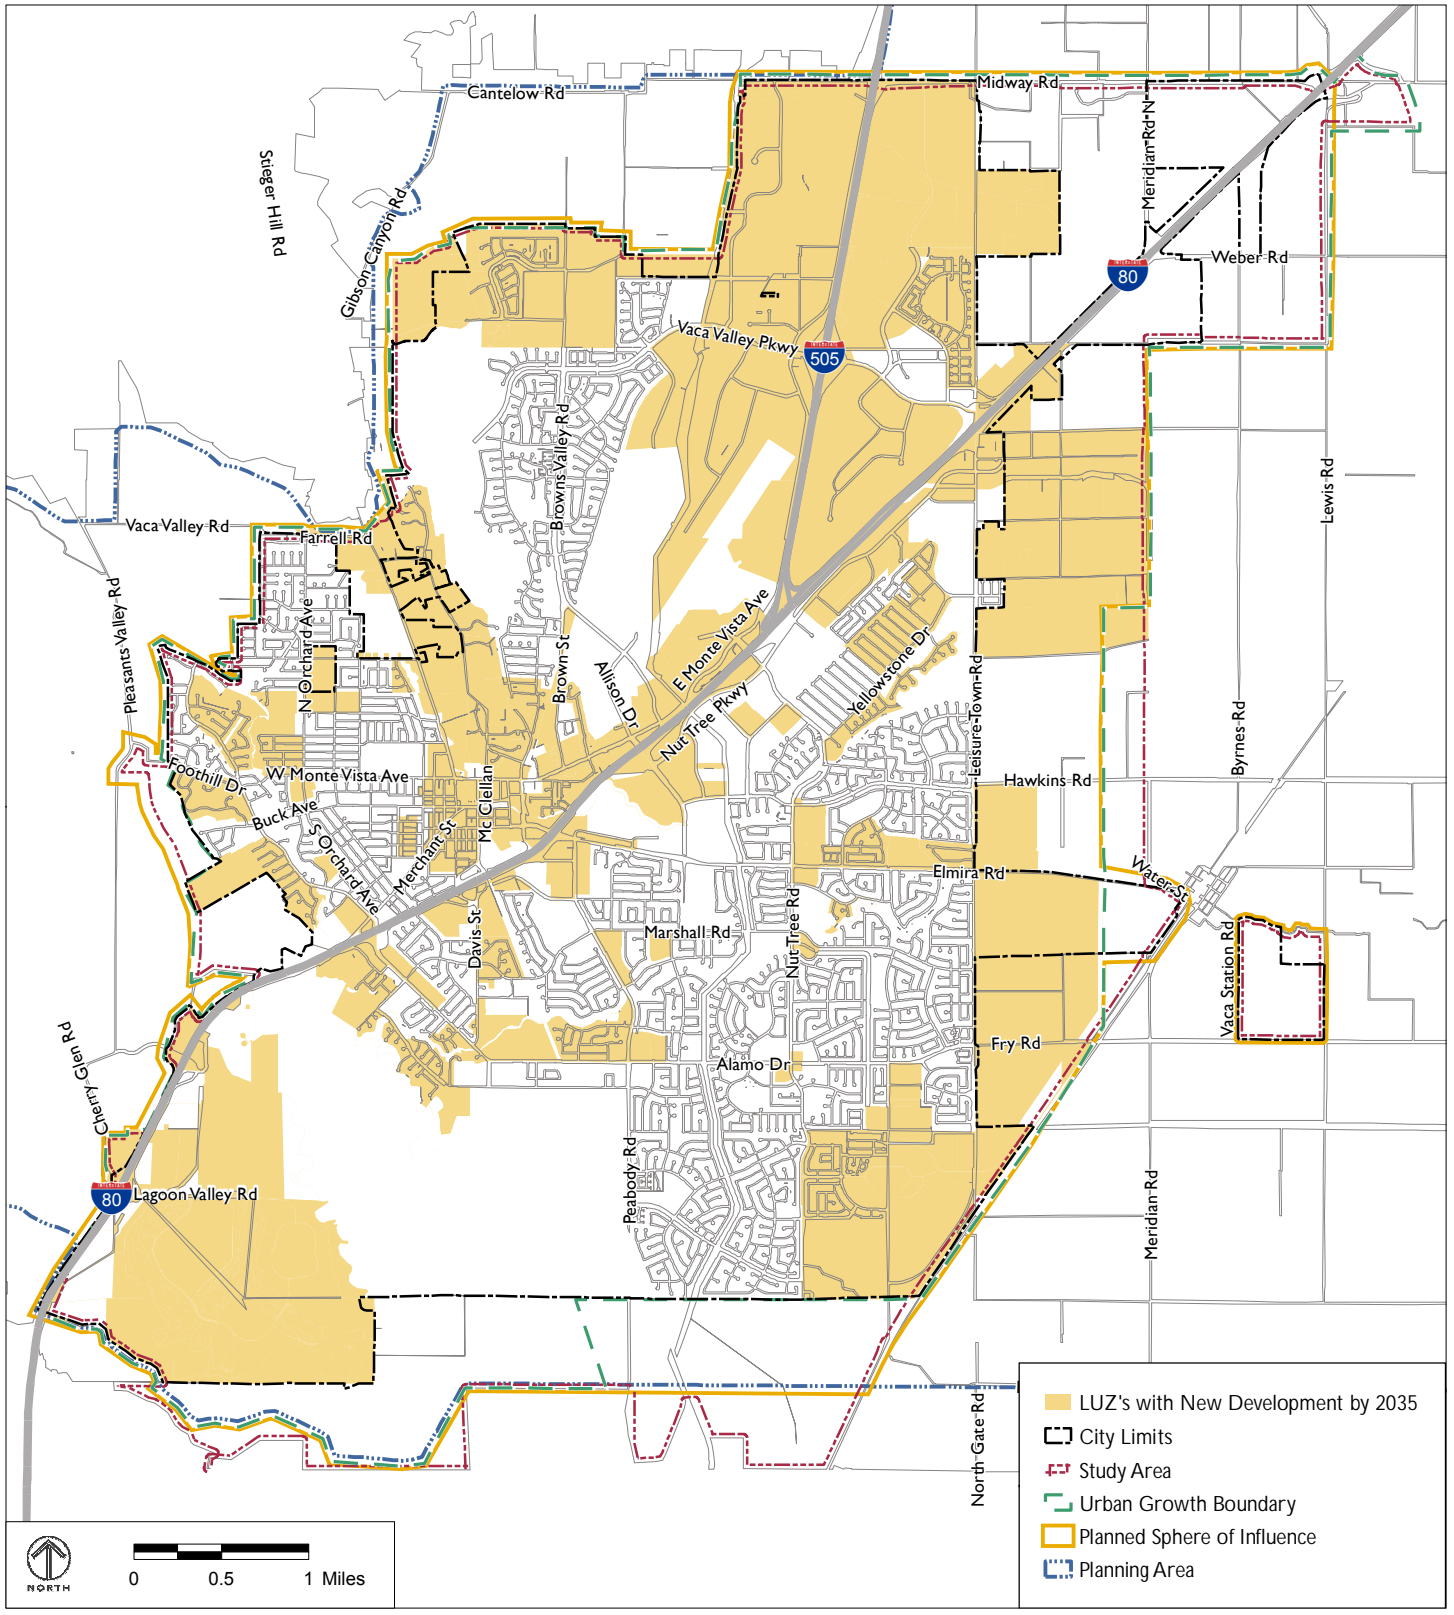 Midway Rd
Cantelow Rd
Meridian Rd N
Stieger Hill Rd
Gibson Canyon Rd
Weber Rd
INTERSTATE
80
Vaca Valley Pkwy
INTERSTATE
505
Browns Valley Rd
Lewis Rd
Vaca Valley Rd
Farrell Rd
Pleasants Valley Rd
N Orchard Ave
E Monte Vista Ave
Brown St
Allison Dr
Yellowstone Dr
Nut Tree Pkwy
Leisure Town Rd
Byrnes Rd
Foothill Dr
W Monte Vista Ave
Hawkins Rd
Mc Clellan
Buck Ave
S Orchard Ave
Merchant St
Elmira Rd
Water St
Davis St
Marshall Rd
Nut Tree Rd
Vaca Station Rd
Cherry Glen Rd
Fry Rd
Alamo Dr
Peabody Rd
Meridian Rd
INTERSTATE
80
Lagoon Valley Rd
North Gate Rd
LUZ's with New Development by 2035
City Limits
Study Area
Urban Growth Boundary
Planned Sphere of Influence
Planning Area
NORTH
0 0.5 1 Miles